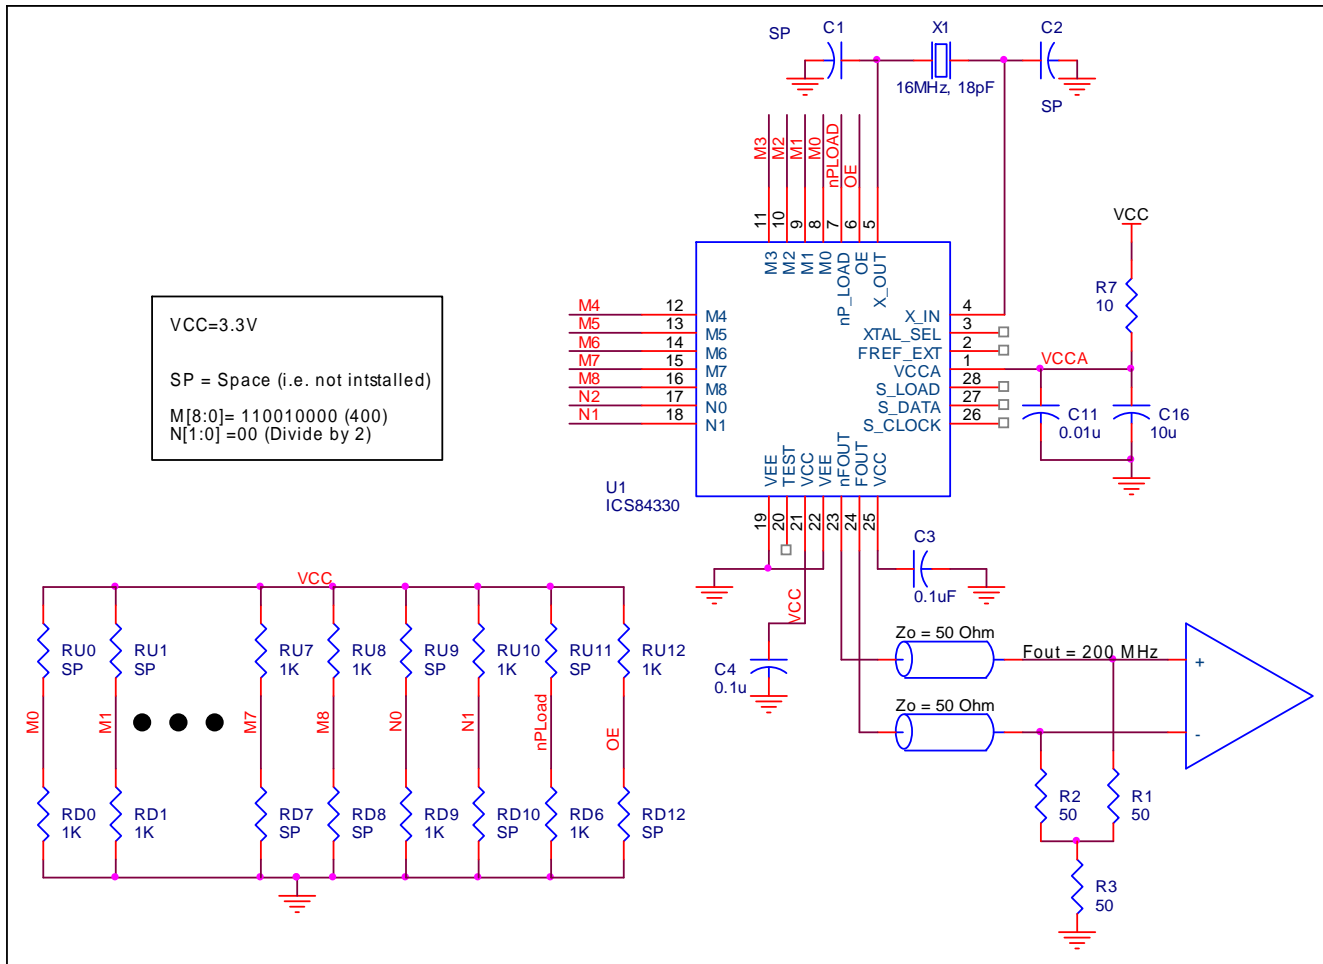 SP
C1
X1
C2
16MHz, 18pF
SP
M3
M2
M1
M0
nPLOAD
OE
11
10
9
8
7
6
5
M3
M2
M1
M0
nP_LOAD
OE
X_OUT
VCC
R7
10
VCC=3.3V
SP = Space (i.e. not intstalled)
M[8:0]= 110010000 (400)
N[1:0] =00 (Divide by 2)
M4 12 M4
M5 13 M5
M6 14 M6
M7 15 M7
M8 16 M8
N2 17 N0
N1 18 N1
X_IN 4
XTAL_SEL 3
FREF_EXT 2
VCCA 1 VCCA
S_LOAD 28
S_DATA 27
S_CLOCK 26
C11
0.01u
C16
10u
VEE
TEST
VCC
VEE
nFOUT
FOUT
VCC
U1
ICS84330
19
20
21
22
23
24
25
C3
0.1uF
VCC
C4
0.1u
VCC
RU0
SP
RU1
SP
RU7
1K
RU8
1K
RU9
SP
RU10
1K
RU11
SP
RU12
1K
M0
M1
M7
M8
N0
N1
nPLoad
OE
RD0
1K
RD1
1K
RD7
SP
RD8
SP
RD9
1K
RD10
SP
RD6
1K
RD12
SP
Zo = 50 Ohm
Fout = 200 MHz
Zo = 50 Ohm
+
-
R2
50
R1
50
R3
50